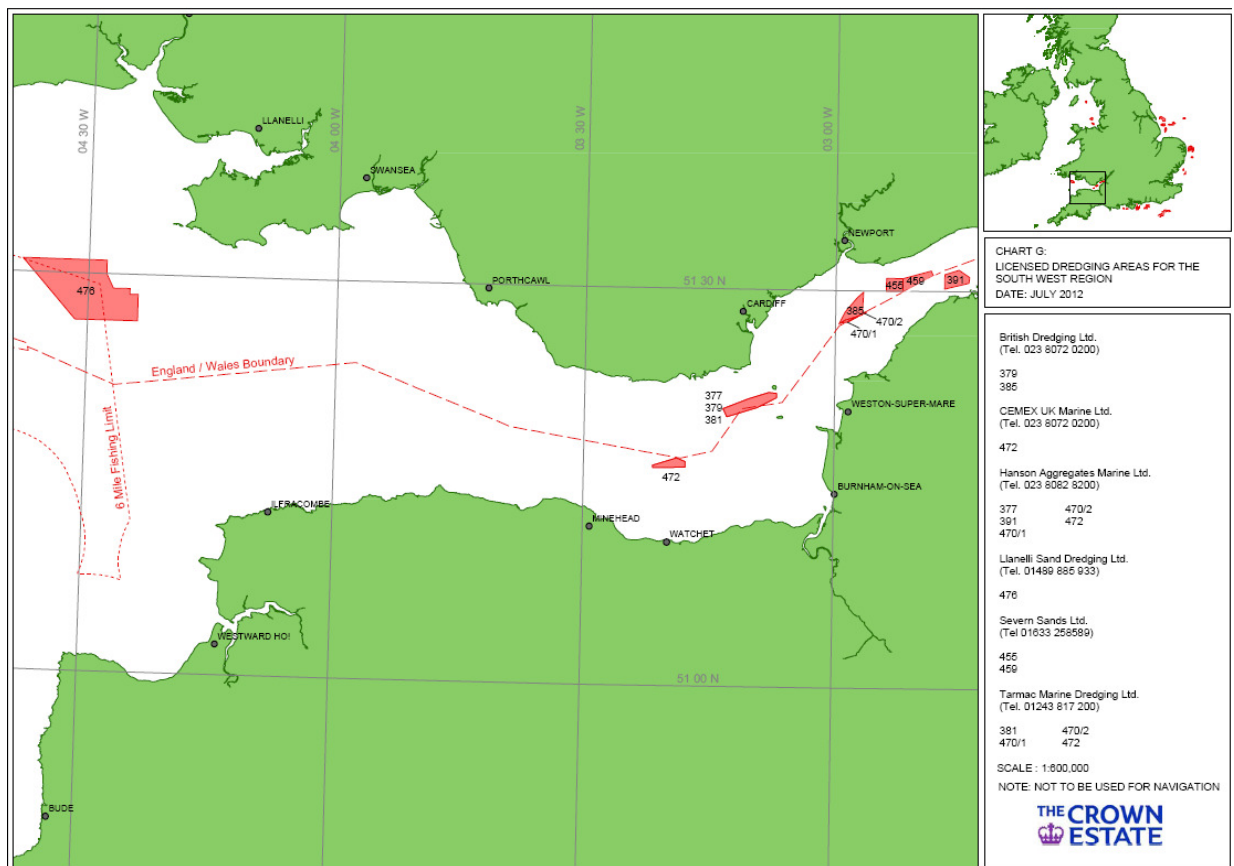 04 30 W
LLANELLI
04 00 W
SWANSEA
03 30 W
03 00 W
NEWPORT
476
PORTHCAWL
51 30 N
455
459
391
CARDIFF
385
470/2
470/1
England / Wales Boundary
6 Mile Fishing Limit
377
379
381
WESTON-SUPER-MARE
472
BURNHAM-ON-SEA
ILFRACOMBE
MINEHEAD
WATCHET
WESTWARD HO!
51 00 N
BUDE
CHART G:
LICENSED DREDGING AREAS FOR THE
SOUTH WEST REGION
DATE: JULY 2012
British Dredging Ltd.
(Tel. 023 8072 0200)
379
385
CEMEX UK Marine Ltd.
(Tel. 023 8072 0200)
472
Hanson Aggregates Marine Ltd.
(Tel. 023 8082 8200)
377 470/2
391 472
470/1
Llanelli Sand Dredging Ltd.
(Tel. 01489 885 933)
476
Severn Sands Ltd.
(Tel 01633 258589)
455
459
Tarmac Marine Dredging Ltd.
(Tel. 01243 817 200)
381 470/2
470/1 472
SCALE : 1:600,000
NOTE: NOT TO BE USED FOR NAVIGATION
THE CROWN
ESTATE